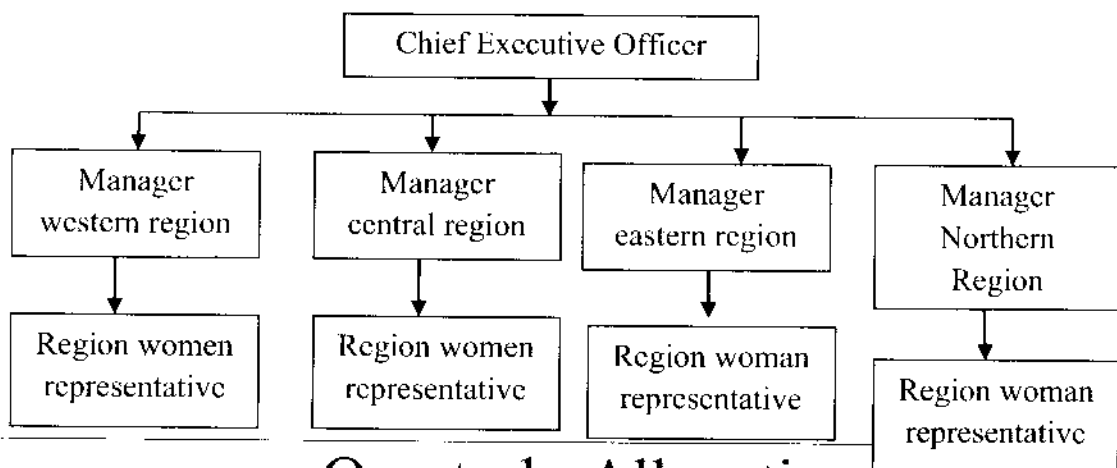 Chief Executive Officer
Manager
western region
Manager
central region
Manager
eastern region
Manager
Northern
Region
Region women
representative
Region women
representative
Region woman
representative
Region woman
representative